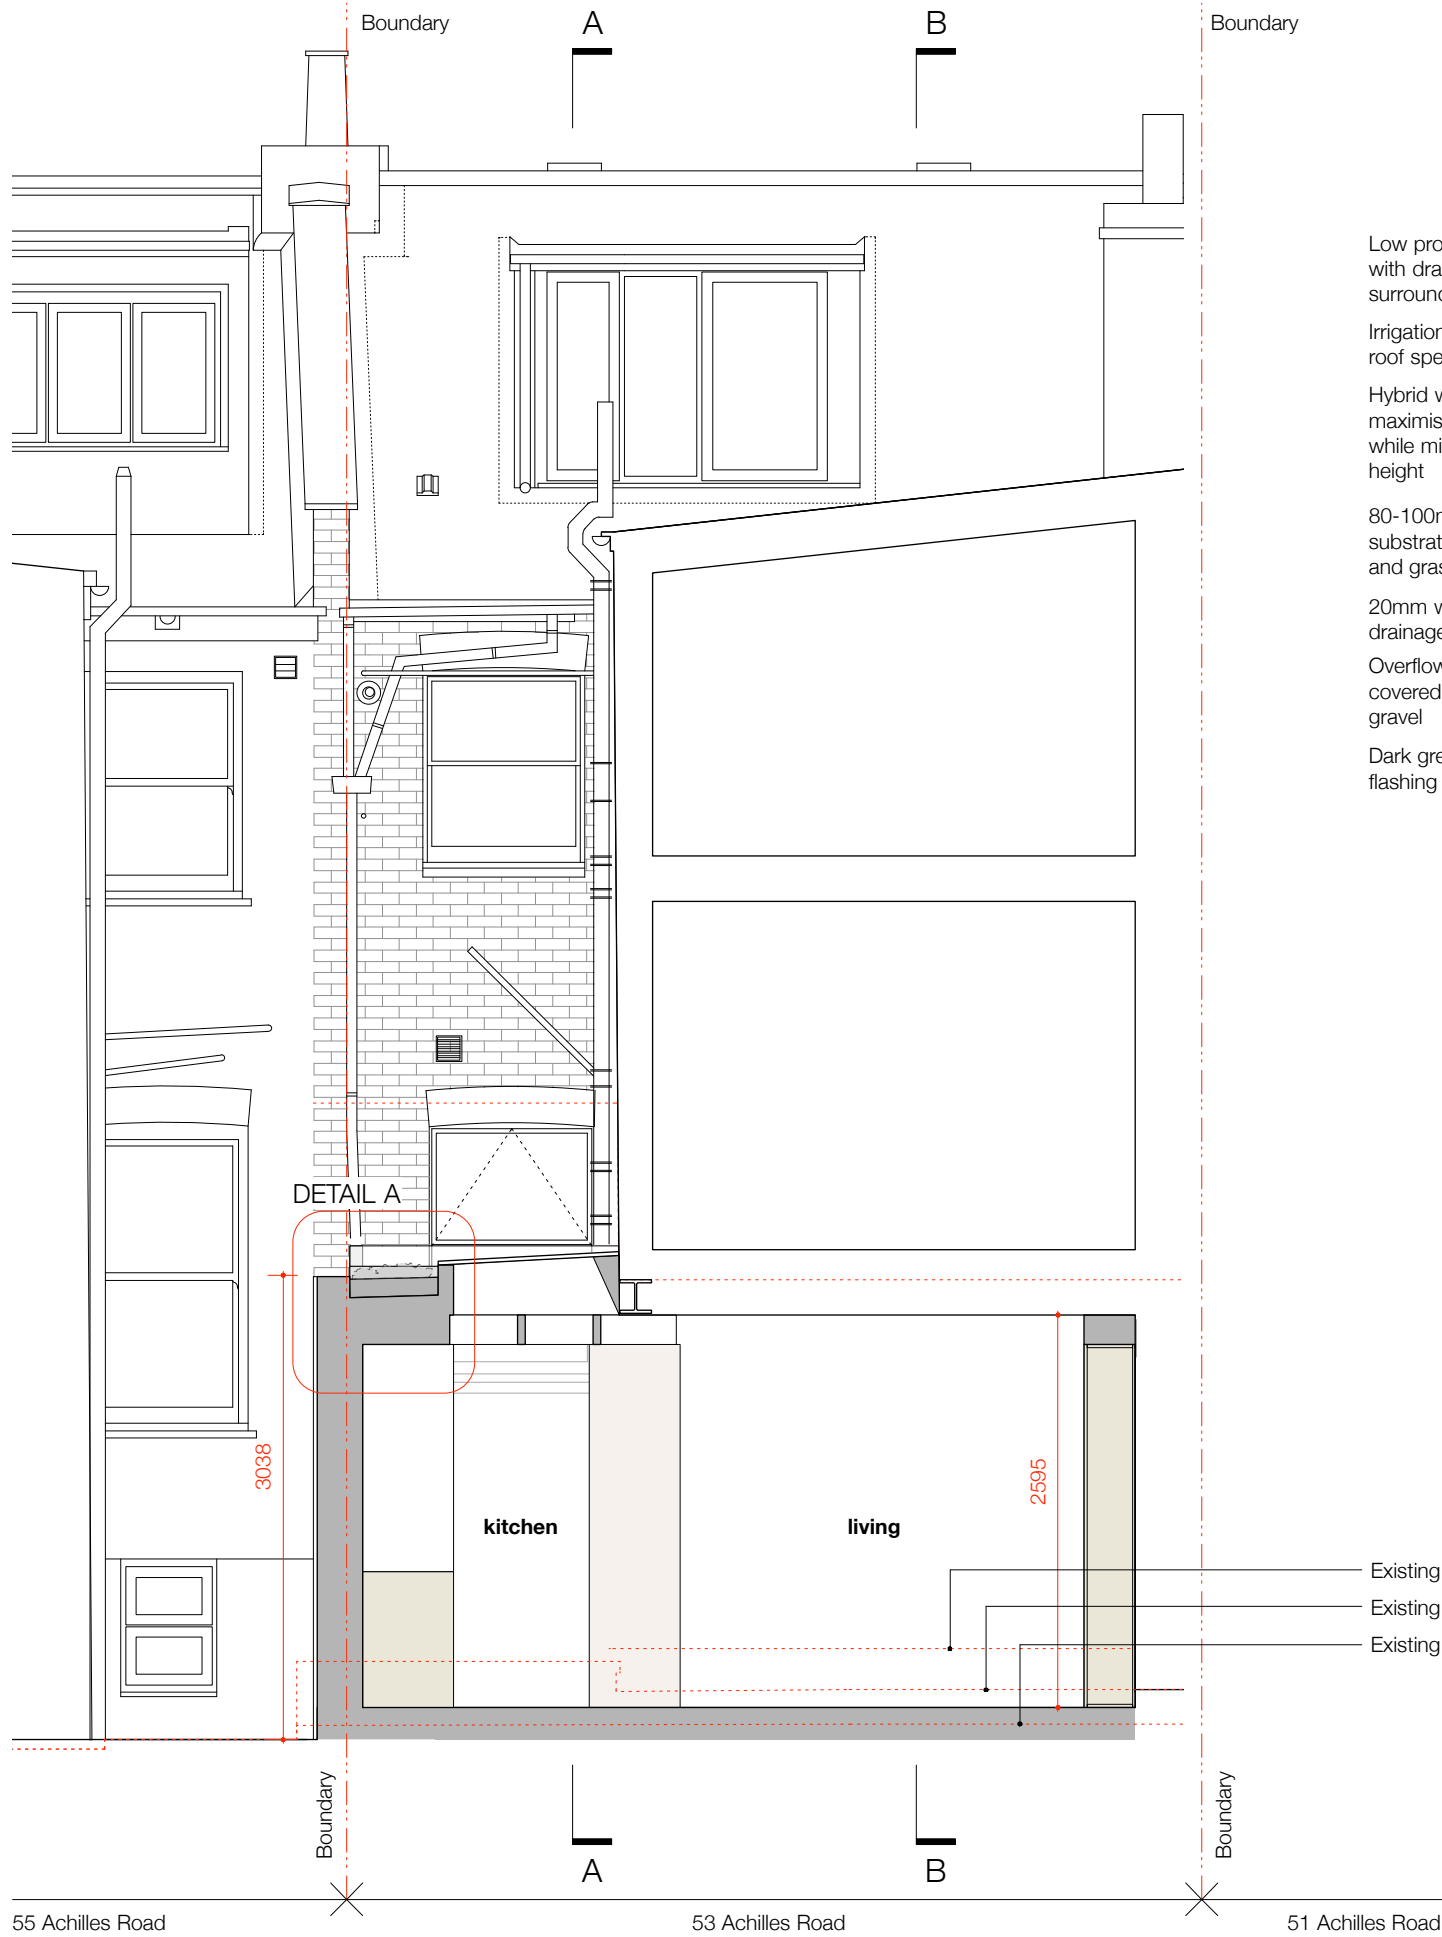 Boundary
A
B
Boundary
Low pro
with dra
surroun
Irrigation
roof spe
Hybrid
maximis
while mi
height
80-100
substrat
and gras
20mm
drainage
Overflow
covered
gravel
Dark gre
flashing
DETAIL A
3038
2595
kitchen
living
Existing
Existing
Existing
Boundary
Boundary
A
B
55 Achilles Road
53 Achilles Road
51 Achilles Road